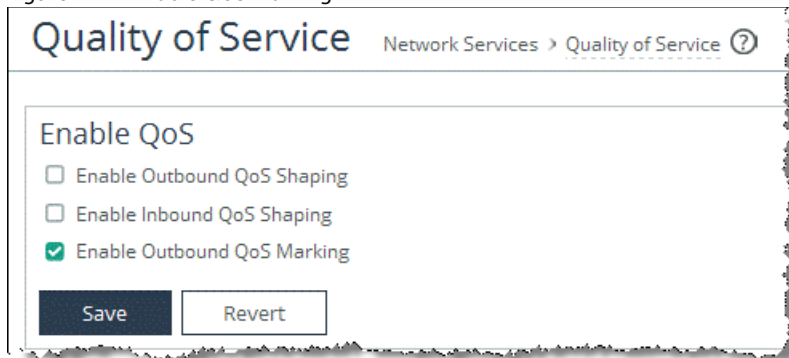 Quality of Service Network Services > Quality of Service ?
Enable QoS
Enable Outbound QoS Shaping
Enable Inbound QoS Shaping
Enable Outbound QoS Marking
Save Revert